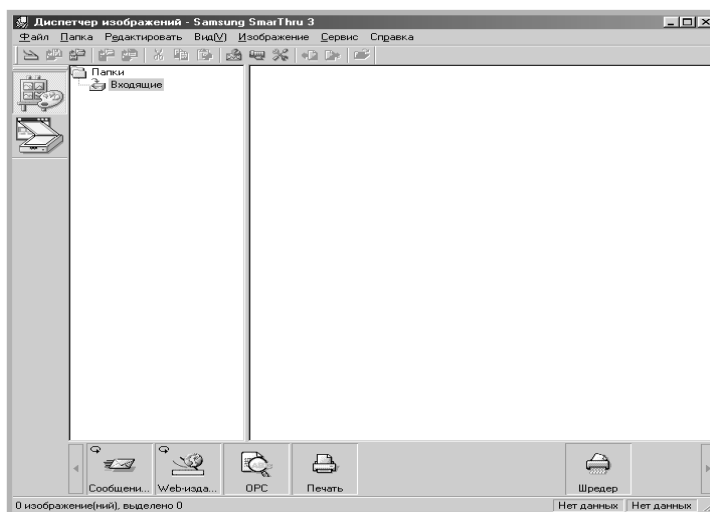 Диспетчер изображений - Samsung SmarThru 3
Файл Папка Редактировать Вид(V) Изображение Сервис Справка
Папки
Входящие
Сообщени... Web-изда... ОРС Печать Шредер
0 изображение(ний), выделено 0 Нет данных Нет данных